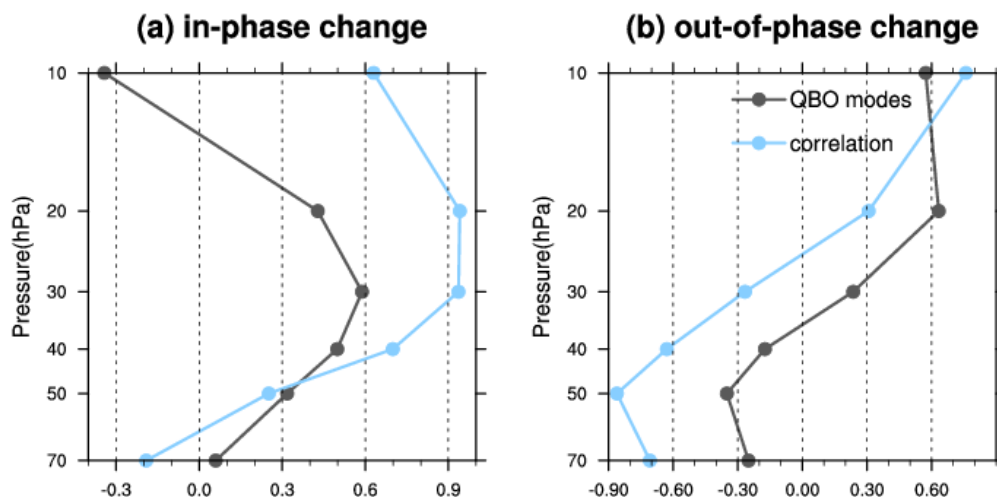 (a) in-phase change
10
20
30
40
50
70
Pressure(hPa)
-0.3 0.0 0.3 0.6 0.9
(b) out-of-phase change
QBO modes
correlation
10
20
30
40
50
70
Pressure(hPa)
-0.90 -0.60 -0.30 0.00 0.30 0.60